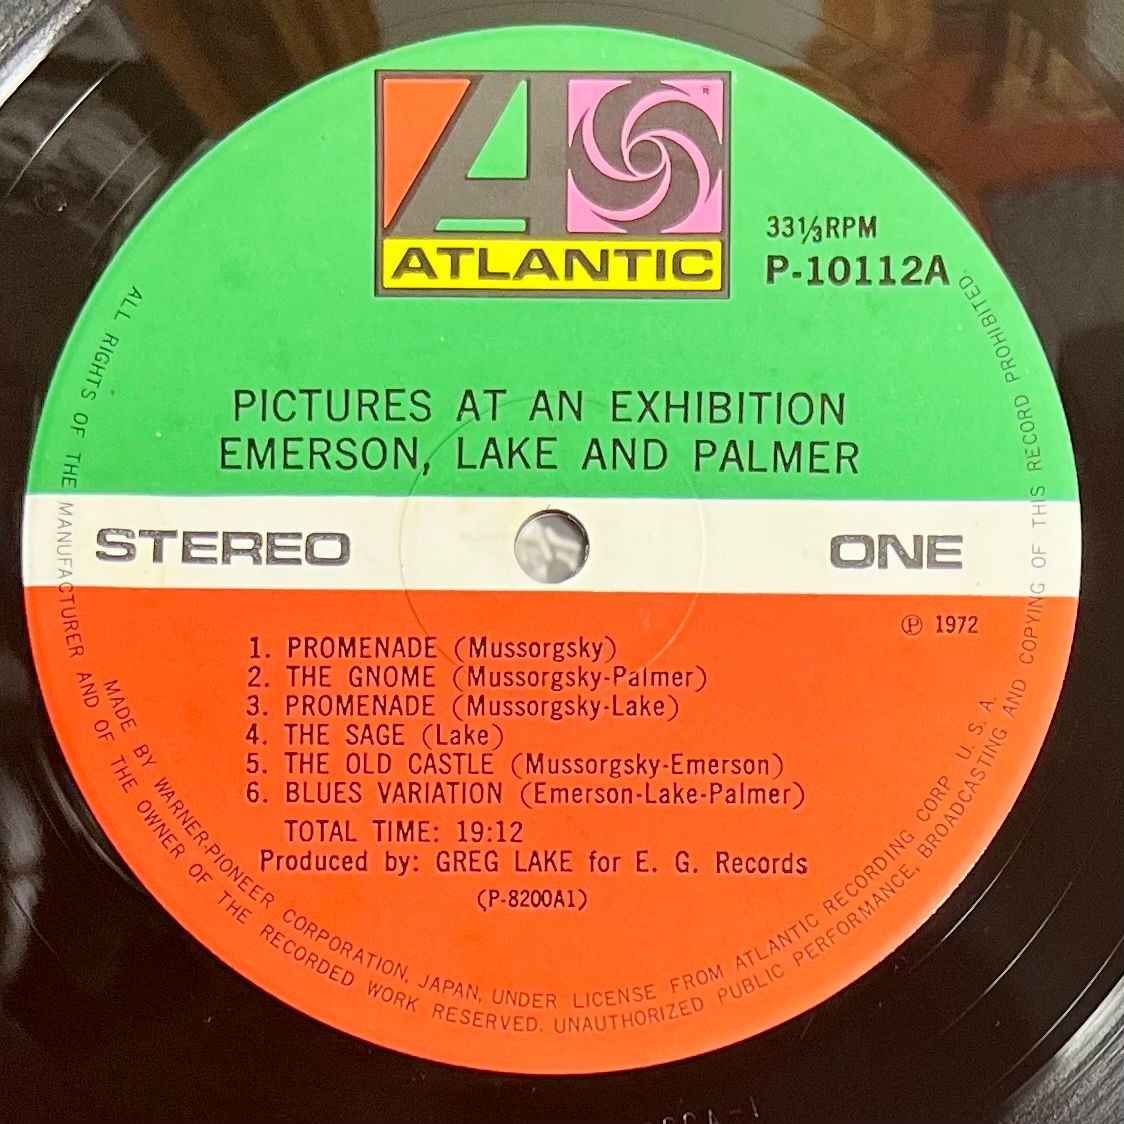 ATLANTIC
33⅓RPM
P-10112A
PICTURES AT AN EXHIBITION
EMERSON, LAKE AND PALMER
STEREO
ONE
℗ 1972
1. PROMENADE (Mussorgsky)
2. THE GNOME (Mussorgsky-Palmer)
3. PROMENADE (Mussorgsky-Lake)
4. THE SAGE (Lake)
5. THE OLD CASTLE (Mussorgsky-Emerson)
6. BLUES VARIATION (Emerson-Lake-Palmer)
TOTAL TIME: 19:12
Produced by: GREG LAKE for E. G. Records
(P-8200A1)
MADE BY WARNER-PIONEER CORPORATION, JAPAN, UNDER LICENSE FROM ATLANTIC RECORDING CORP. U. S. A.
ALL RIGHTS OF THE MANUFACTURER AND OF THE OWNER OF THE RECORDED WORK RESERVED. UNAUTHORIZED PUBLIC PERFORMANCE, BROADCASTING AND COPYING OF THIS RECORD PROHIBITED.